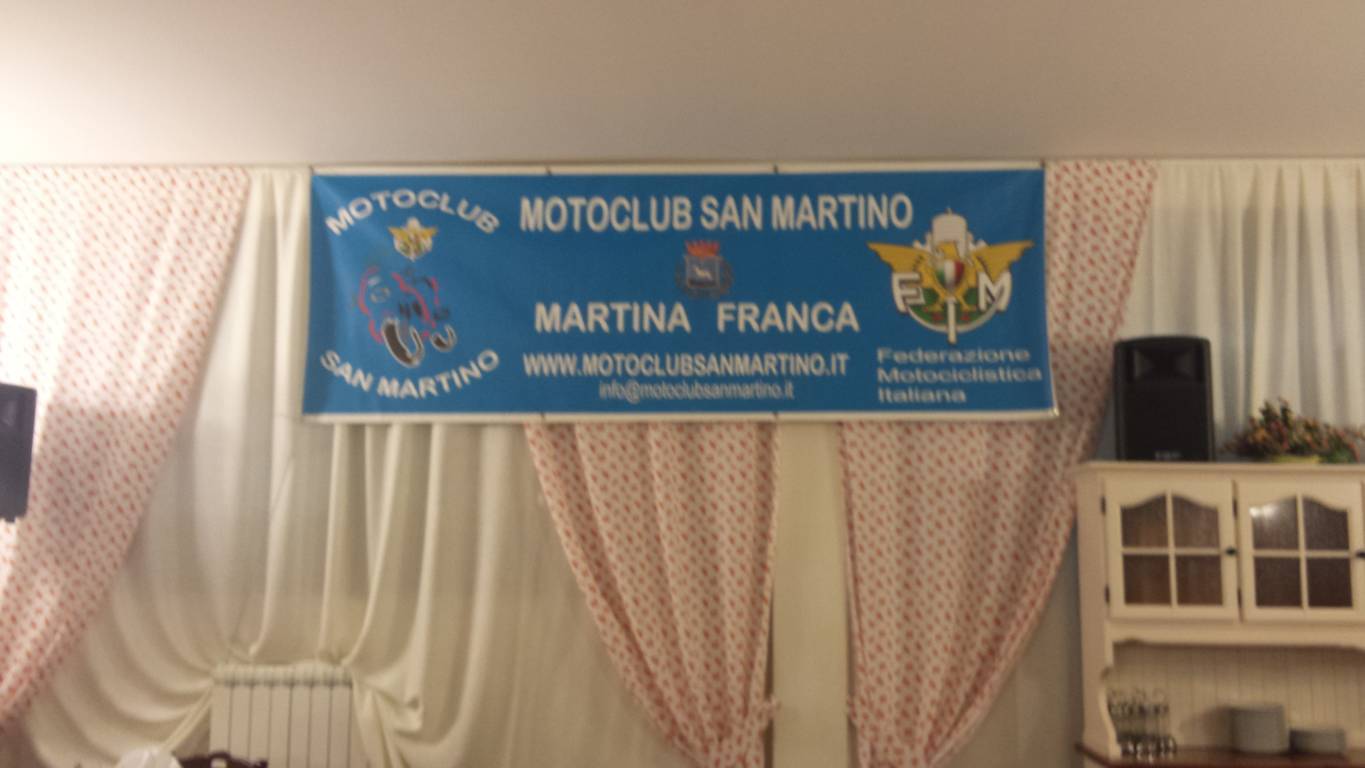 MOTOCLUB
SAN MARTINO
MOTOCLUB SAN MARTINO
MARTINA FRANCA
WWW.MOTOCLUBSANMARTINO.IT
info@motoclubsanmartino.it
FIM
Federazione
Motociclistica
Italiana